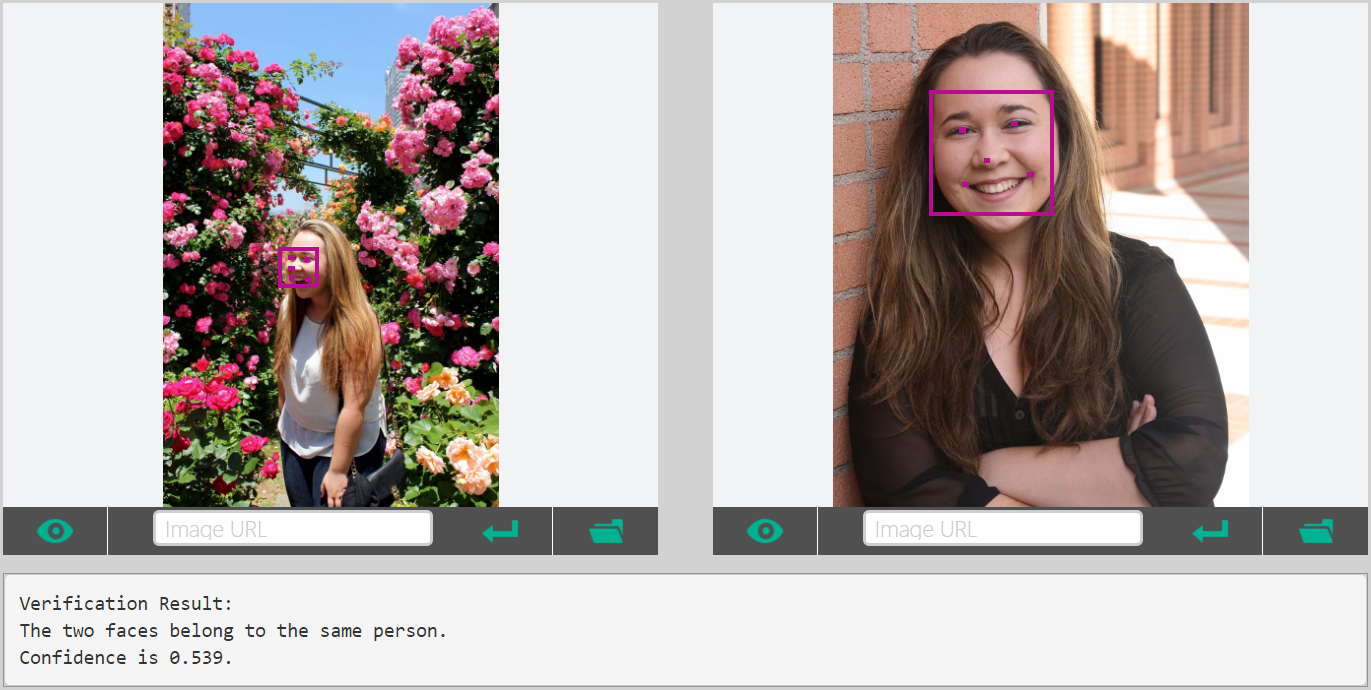 Image URL
Image URL
Verification Result:
The two faces belong to the same person.
Confidence is 0.539.